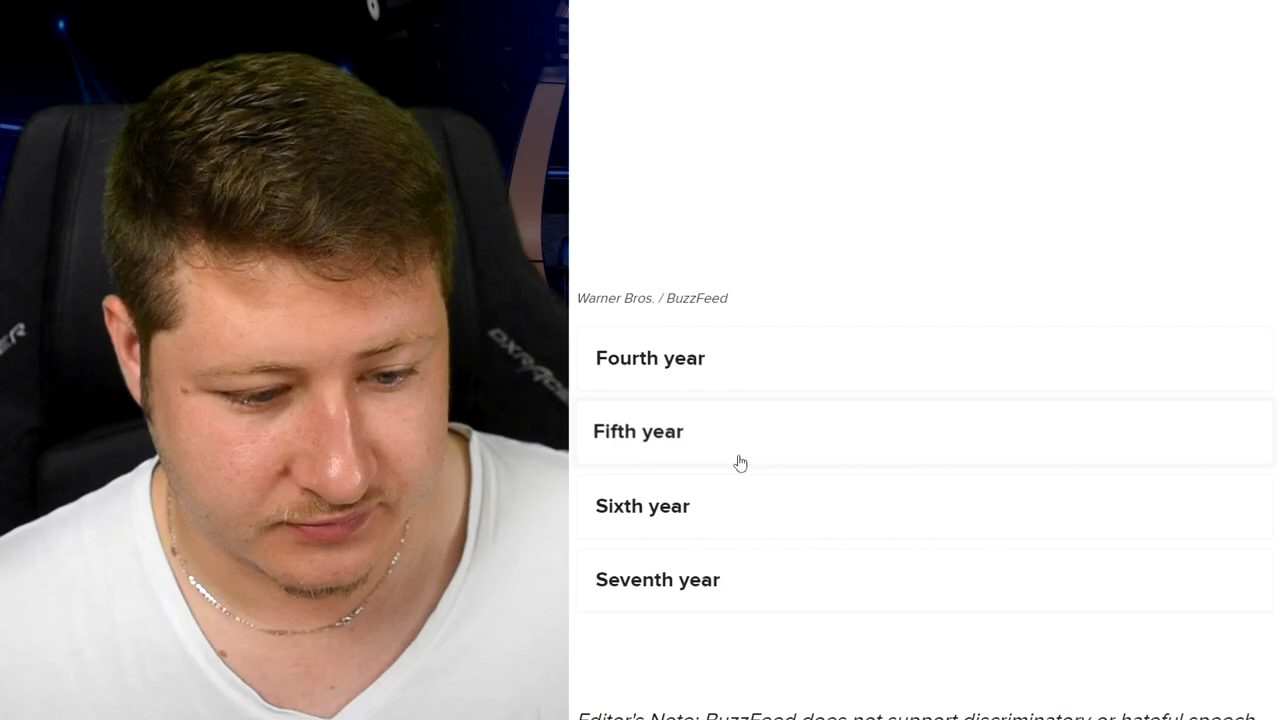 Warner Bros. / BuzzFeed
Fourth year
Fifth year
Sixth year
Seventh year
Editor's Note: BuzzFeed does not support discriminatory or hateful speech